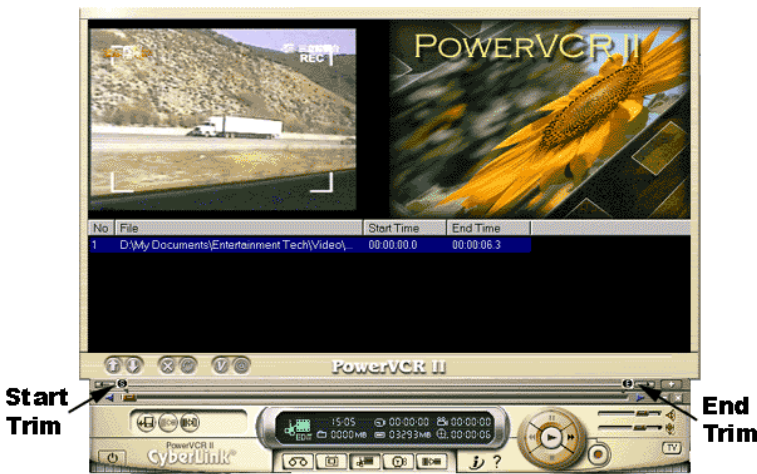 REC
POWERVCR II
No File Start Time End Time
1 D:\My Documents\Entertainment Tech\Video\... 00:00:00.0 00:00:06.3
PowerVCR II
S E
Start
Trim
End
Trim
15:05 00:00:00 00:00:00
EDIT 0000MB 03293MB 00:00:06
PowerVCR II
CyberLink
TV
i ?